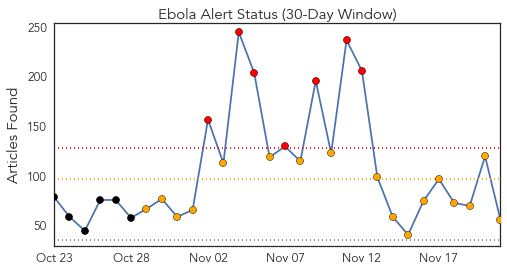 Ebola Alert Status (30-Day Window)
Articles Found
250
200
150
100
50
Oct 23
Oct 28
Nov 02
Nov 07
Nov 12
Nov 17